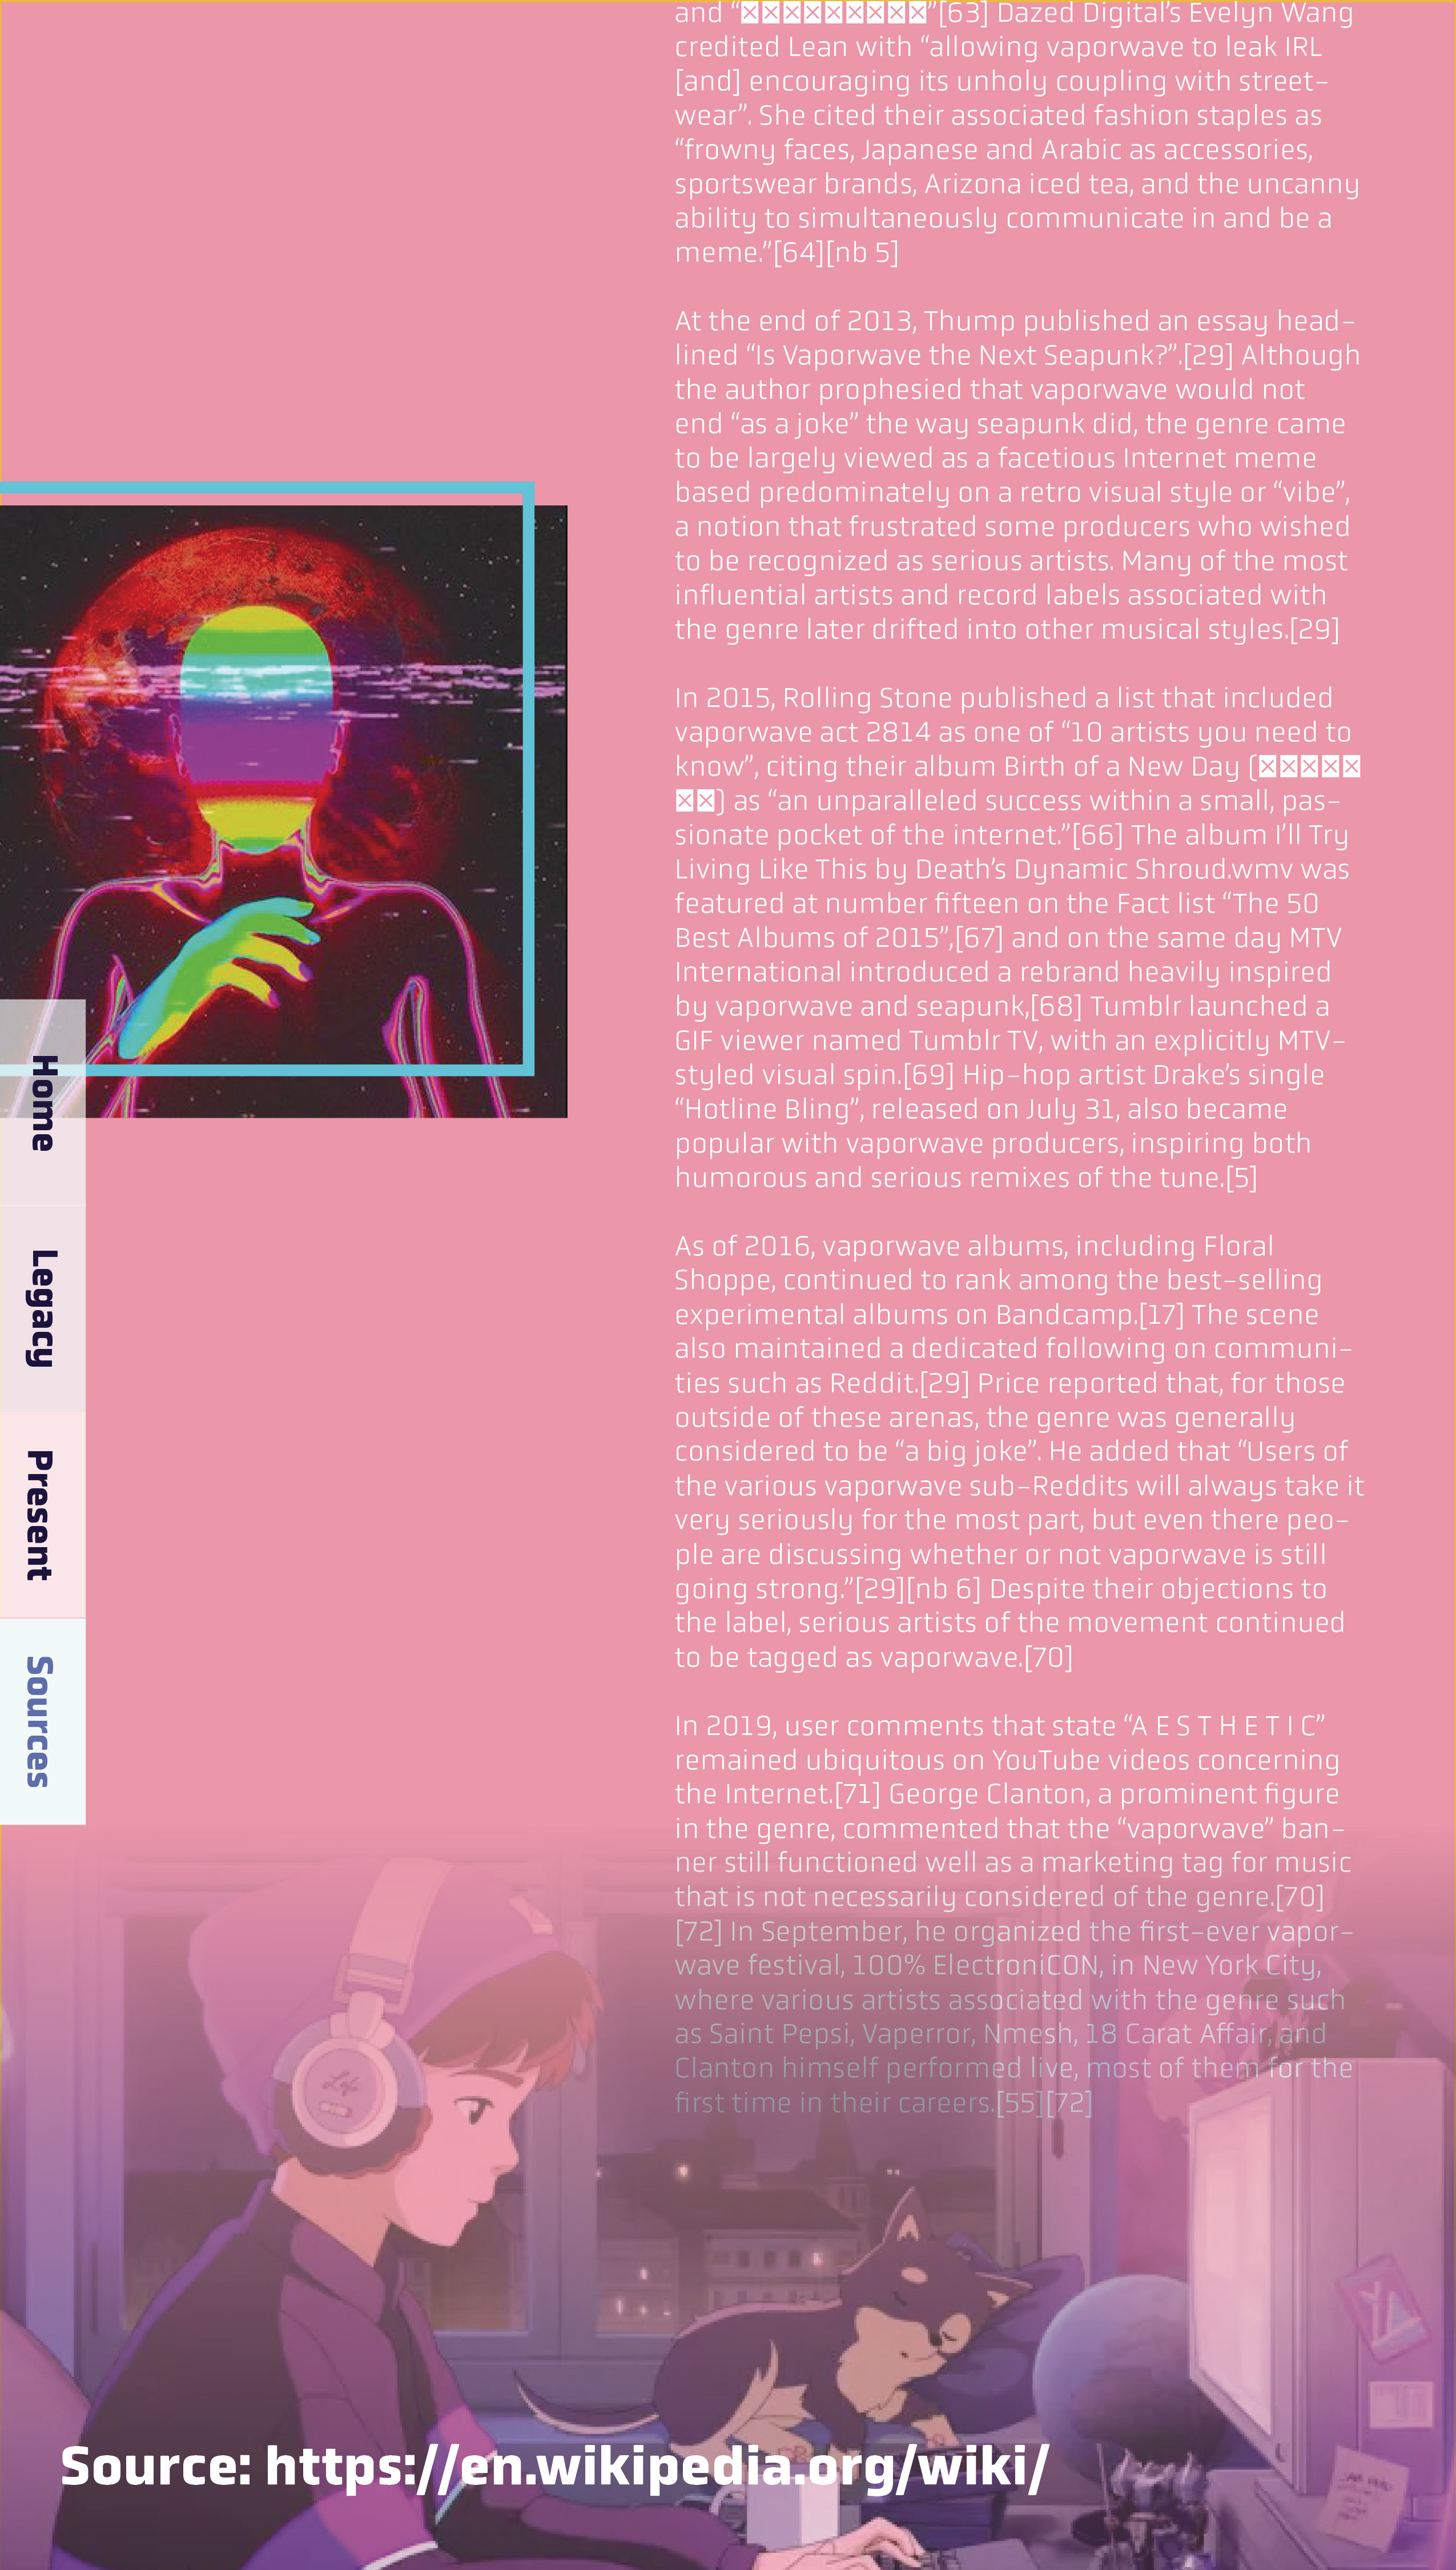 and “☒☒☒☒☒☒☒☒☒”[63] Dazed Digital’s Evelyn Wang
credited Lean with “allowing vaporwave to leak IRL
[and] encouraging its unholy coupling with street-
wear”. She cited their associated fashion staples as
“frowny faces, Japanese and Arabic as accessories,
sportswear brands, Arizona iced tea, and the uncanny
ability to simultaneously communicate in and be a
meme.”[64][nb 5]
At the end of 2013, Thump published an essay head-
lined “Is Vaporwave the Next Seapunk?”.[29] Although
the author prophesied that vaporwave would not
end “as a joke” the way seapunk did, the genre came
to be largely viewed as a facetious Internet meme
based predominately on a retro visual style or “vibe”,
a notion that frustrated some producers who wished
to be recognized as serious artists. Many of the most
influential artists and record labels associated with
the genre later drifted into other musical styles.[29]
In 2015, Rolling Stone published a list that included
vaporwave act 2814 as one of “10 artists you need to
know”, citing their album Birth of a New Day (☒☒☒☒☒
☒☒) as “an unparalleled success within a small, pas-
sionate pocket of the internet.”[66] The album I’ll Try
Living Like This by Death’s Dynamic Shroud.wmv was
featured at number fifteen on the Fact list “The 50
Best Albums of 2015”,[67] and on the same day MTV
International introduced a rebrand heavily inspired
by vaporwave and seapunk,[68] Tumblr launched a
GIF viewer named Tumblr TV, with an explicitly MTV-
styled visual spin.[69] Hip-hop artist Drake’s single
“Hotline Bling”, released on July 31, also became
popular with vaporwave producers, inspiring both
humorous and serious remixes of the tune.[5]
As of 2016, vaporwave albums, including Floral
Shoppe, continued to rank among the best-selling
experimental albums on Bandcamp.[17] The scene
also maintained a dedicated following on communi-
ties such as Reddit.[29] Price reported that, for those
outside of these arenas, the genre was generally
considered to be “a big joke”. He added that “Users of
the various vaporwave sub-Reddits will always take it
very seriously for the most part, but even there peo-
ple are discussing whether or not vaporwave is still
going strong.”[29][nb 6] Despite their objections to
the label, serious artists of the movement continued
to be tagged as vaporwave.[70]
In 2019, user comments that state “A E S T H E T I C”
remained ubiquitous on YouTube videos concerning
the Internet.[71] George Clanton, a prominent figure
in the genre, commented that the “vaporwave” ban-
ner still functioned well as a marketing tag for music
that is not necessarily considered of the genre.[70]
[72] In September, he organized the first-ever vapor-
wave festival, 100% ElectroniCON, in New York City,
where various artists associated with the genre such
as Saint Pepsi, Vaperror, Nmesh, 18 Carat Affair, and
Clanton himself performed live, most of them for the
first time in their careers.[55][72]
Home
Legacy
Present
Sources
Source: https://en.wikipedia.org/wiki/